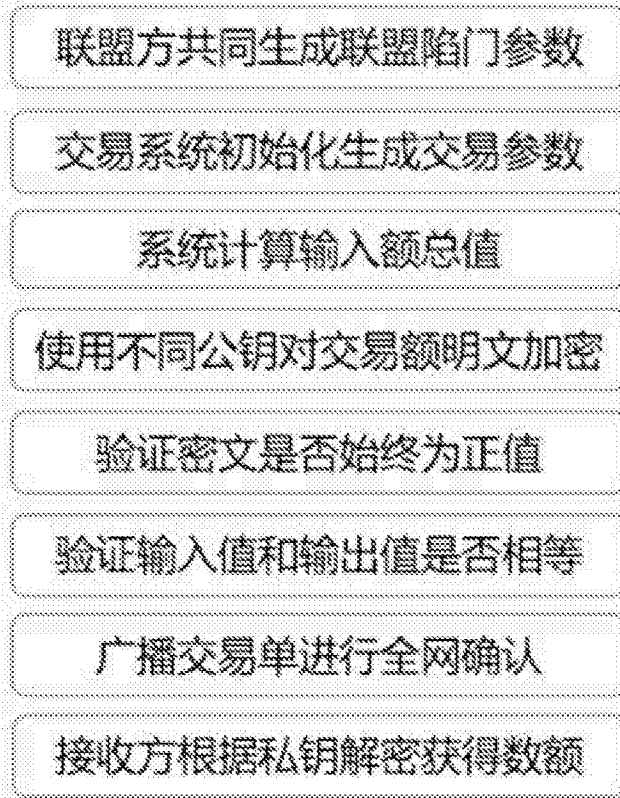 联盟方共同生成联盟陷门参数
交易系统初始化生成交易参数
系统计算输入额总值
使用不同公钥对交易额明文加密
验证密文是否始终为正值
验证输入值和输出值是否相等
广播交易单进行全网确认
接收方根据私钥解密获得数额